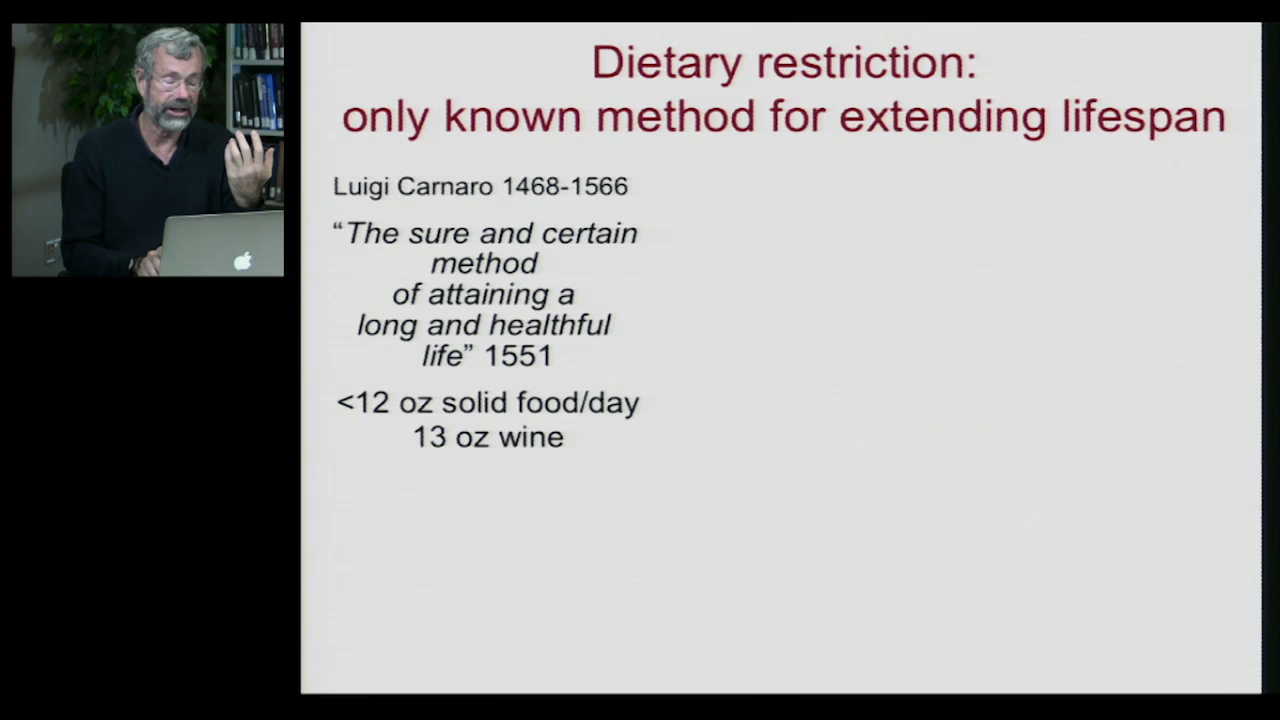 Dietary restriction:
only known method for extending lifespan
Luigi Carnaro 1468-1566
“The sure and certain
method
of attaining a
long and healthful
life” 1551
<12 oz solid food/day
13 oz wine